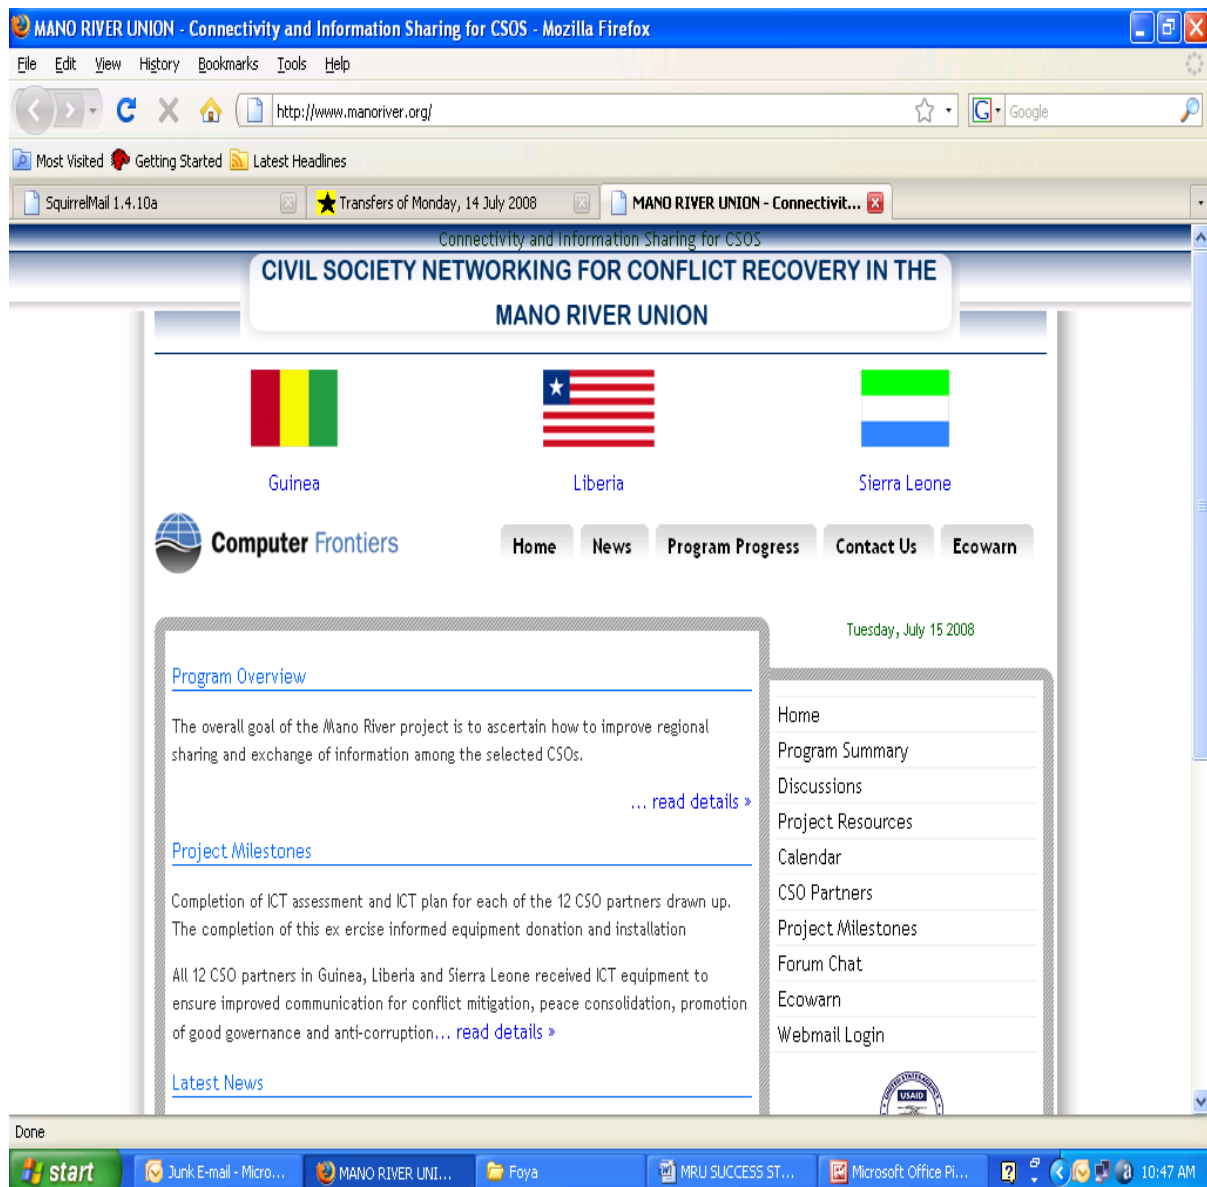 MANO RIVER UNION - Connectivity and Information Sharing for CSOS - Mozilla Firefox
File Edit View History Bookmarks Tools Help
http://www.manoriver.org/
G Google
Most Visited Getting Started Latest Headlines
SquirrelMail 1.4.10a Transfers of Monday, 14 July 2008 MANO RIVER UNION - Connectivit...
Connectivity and Information Sharing for CSOS
CIVIL SOCIETY NETWORKING FOR CONFLICT RECOVERY IN THE
MANO RIVER UNION
Guinea Liberia Sierra Leone
Computer Frontiers
Home News Program Progress Contact Us Ecowarn
Tuesday, July 15 2008
Program Overview
The overall goal of the Mano River project is to ascertain how to improve regional
sharing and exchange of information among the selected CSOs.
... read details »
Project Milestones
Completion of ICT assessment and ICT plan for each of the 12 CSO partners drawn up.
The completion of this ex ercise informed equipment donation and installation
All 12 CSO partners in Guinea, Liberia and Sierra Leone received ICT equipment to
ensure improved communication for conflict mitigation, peace consolidation, promotion
of good governance and anti-corruption... read details »
Latest News
Home
Program Summary
Discussions
Project Resources
Calendar
CSO Partners
Project Milestones
Forum Chat
Ecowarn
Webmail Login
USAID
Done
start Junk E-mail - Micro... MANO RIVER UNI... Foya MRU SUCCESS ST... Microsoft Office Pi... 10:47 AM